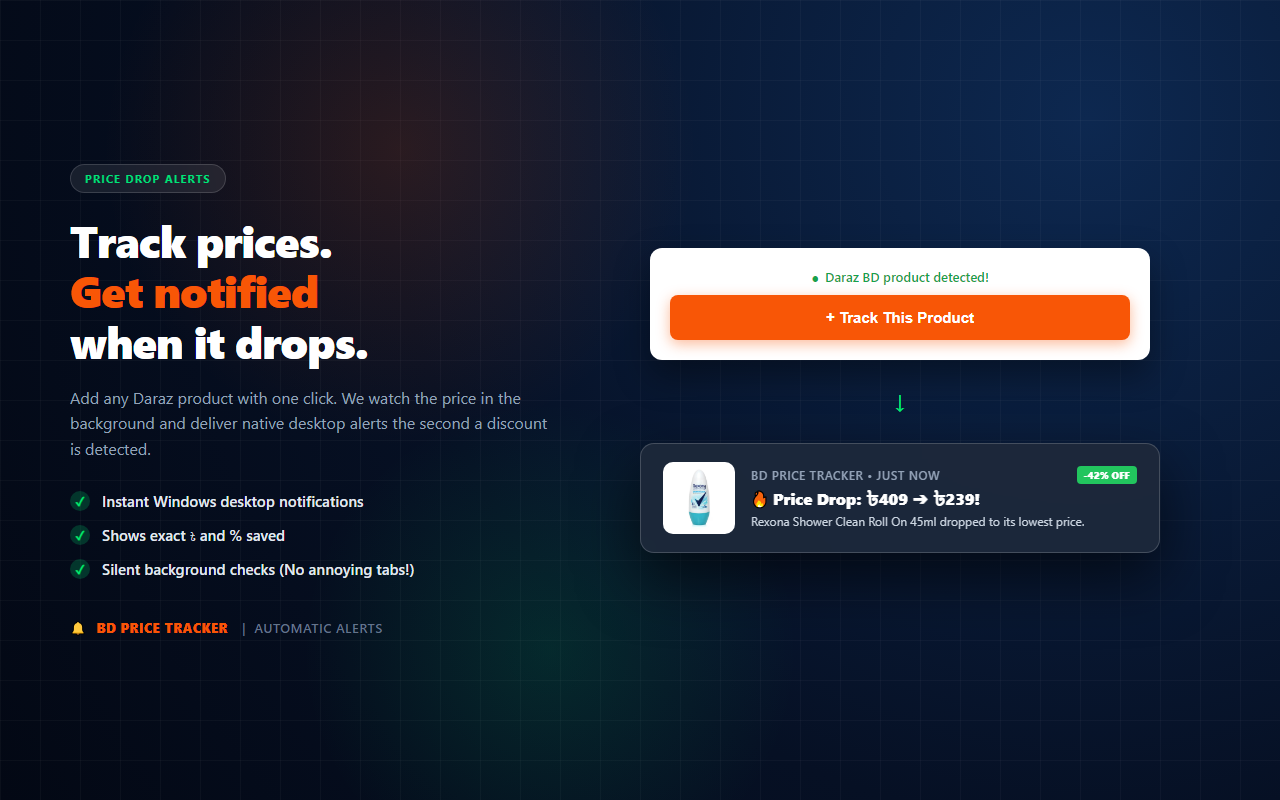 PRICE DROP ALERTS
Track prices.
Get notified
when it drops.
Add any Daraz product with one click. We watch the price in the
background and deliver native desktop alerts the second a discount
is detected.
✓ Instant Windows desktop notifications
✓ Shows exact ৳ and % saved
✓ Silent background checks (No annoying tabs!)
🔔 BD PRICE TRACKER | AUTOMATIC ALERTS
● Daraz BD product detected!
+ Track This Product
↓
BD PRICE TRACKER • JUST NOW
-42% OFF
🔥 Price Drop: ৳409 → ৳239!
Rexona Shower Clean Roll On 45ml dropped to its lowest price.